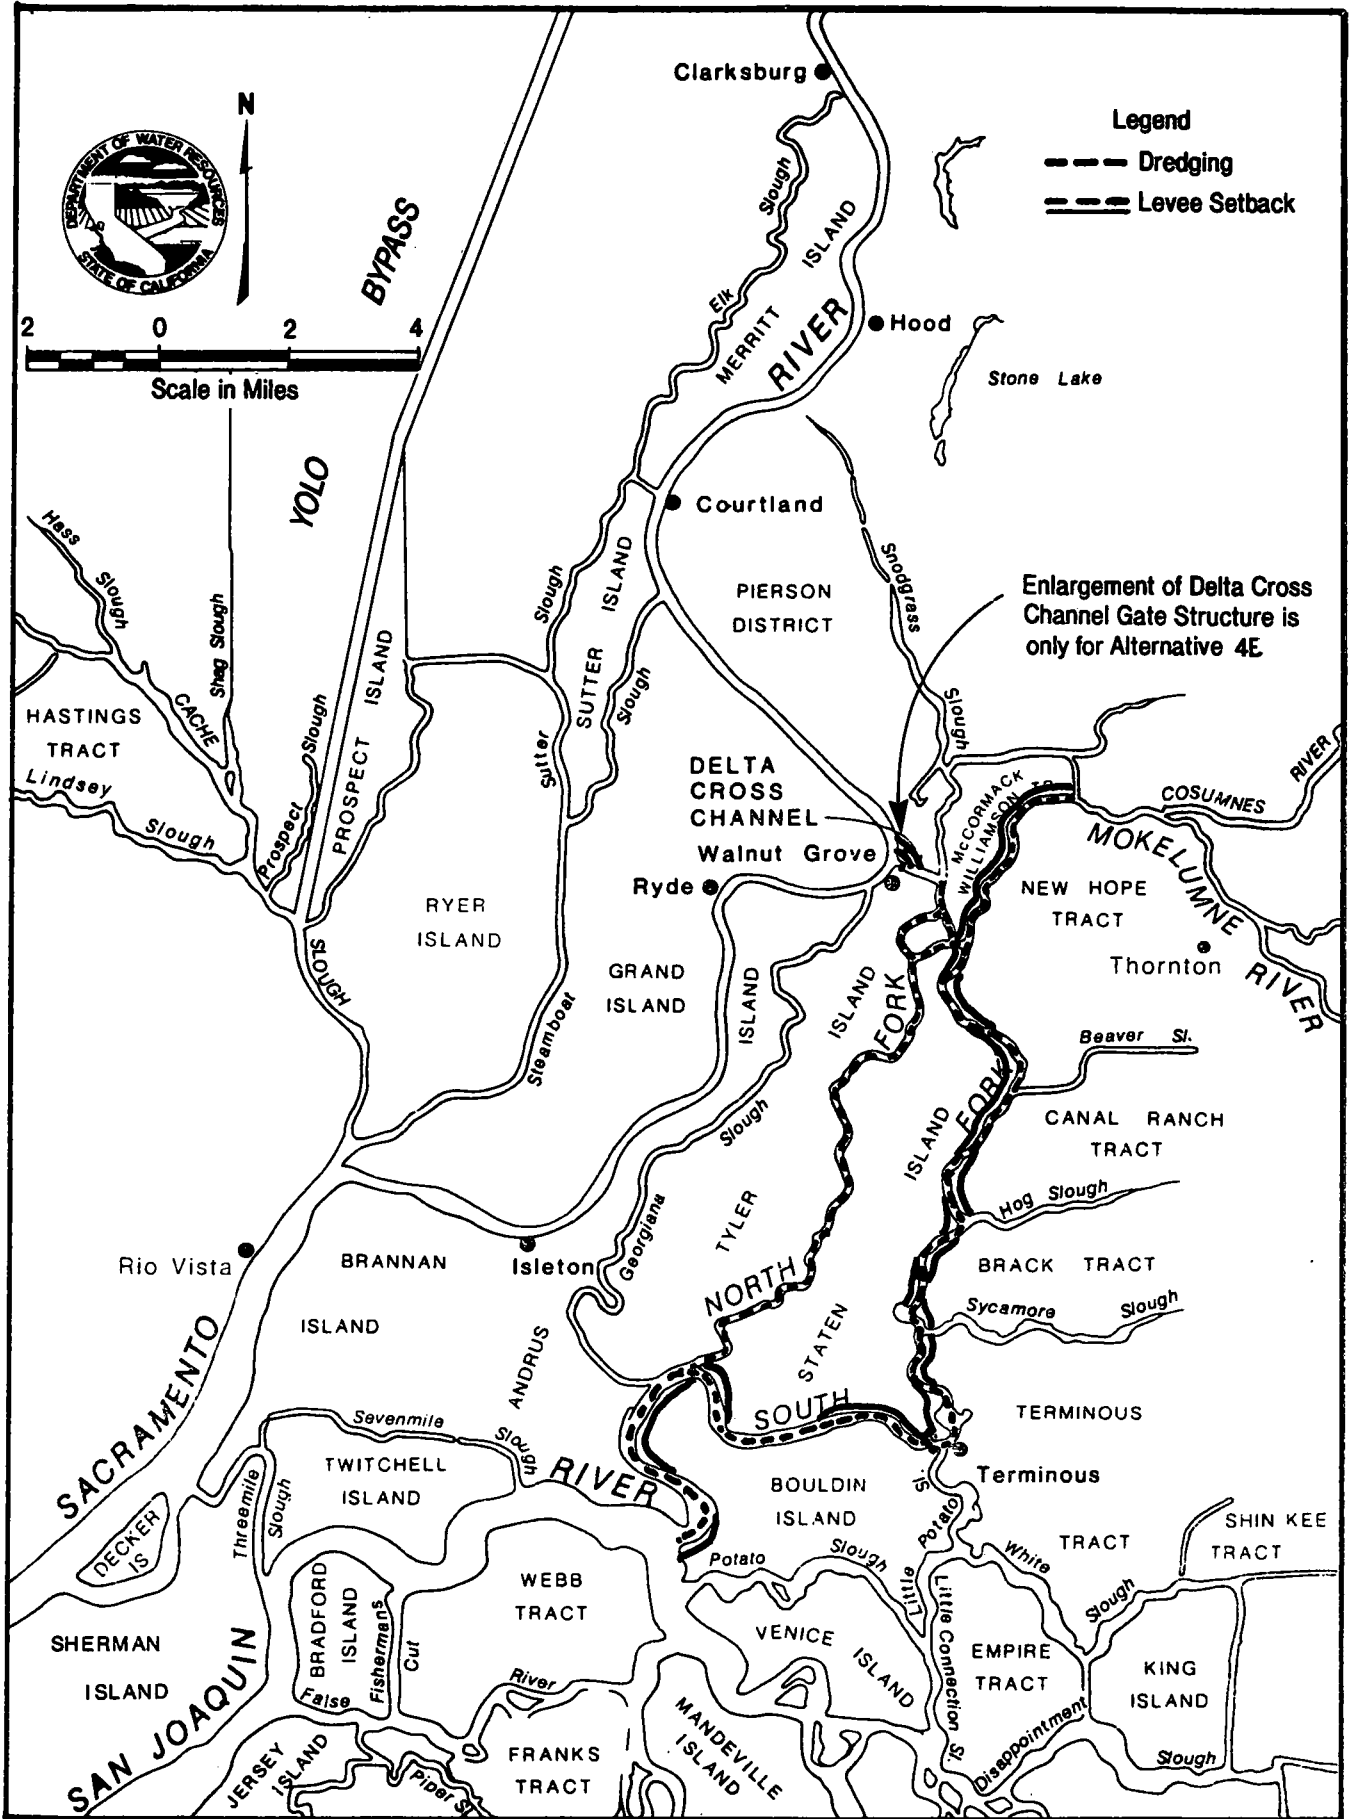 Clarksburg
N
Legend
Dredging
Levee Setback
DEPARTMENT OF WATER RESOURCES
STATE OF CALIFORNIA
2 0 2 4
Scale in Miles
YOLO BYPASS
Elk Slough
MERRITT ISLAND
RIVER
Hood
Stone Lake
Courtland
Hass Slough
Shag Slough
CACHE SLOUGH
HASTINGS
TRACT
Lindsey Slough
Prospect Slough
PROSPECT ISLAND
Sutter Slough
SUTTER ISLAND
Steamboat Slough
PIERSON
DISTRICT
Snodgrass Slough
Enlargement of Delta Cross
Channel Gate Structure is
only for Alternative 4E
DELTA
CROSS
CHANNEL
Walnut Grove
Ryde
McCORMACK
WILLIAMSON TR
COSUMNES RIVER
MOKELUMNE RIVER
NEW HOPE
TRACT
Thornton
RYER
ISLAND
GRAND
ISLAND
Beaver Sl.
CANAL RANCH
TRACT
Hog Slough
BRACK TRACT
Sycamore Slough
Georgiana Slough
TYLER ISLAND
NORTH FORK
STATEN ISLAND
SOUTH FORK
Rio Vista
Isleton
BRANNAN
ISLAND
ANDRUS ISLAND
SACRAMENTO
Sevenmile Slough
TWITCHELL
ISLAND
RIVER
Threemile Slough
DECKER
IS
TERMINOUS
TRACT
Terminous
BOULDIN
ISLAND
Little Potato Sl.
Potato Slough
White Slough
SHIN KEE
TRACT
SHERMAN
ISLAND
BRADFORD
ISLAND
Fishermans Cut
WEBB
TRACT
False River
SAN JOAQUIN
JERSEY
ISLAND
Piper Sl
FRANKS
TRACT
MANDEVILLE
ISLAND
VENICE ISLAND
Little Connection Sl.
EMPIRE
TRACT
KING
ISLAND
Disappointment Slough